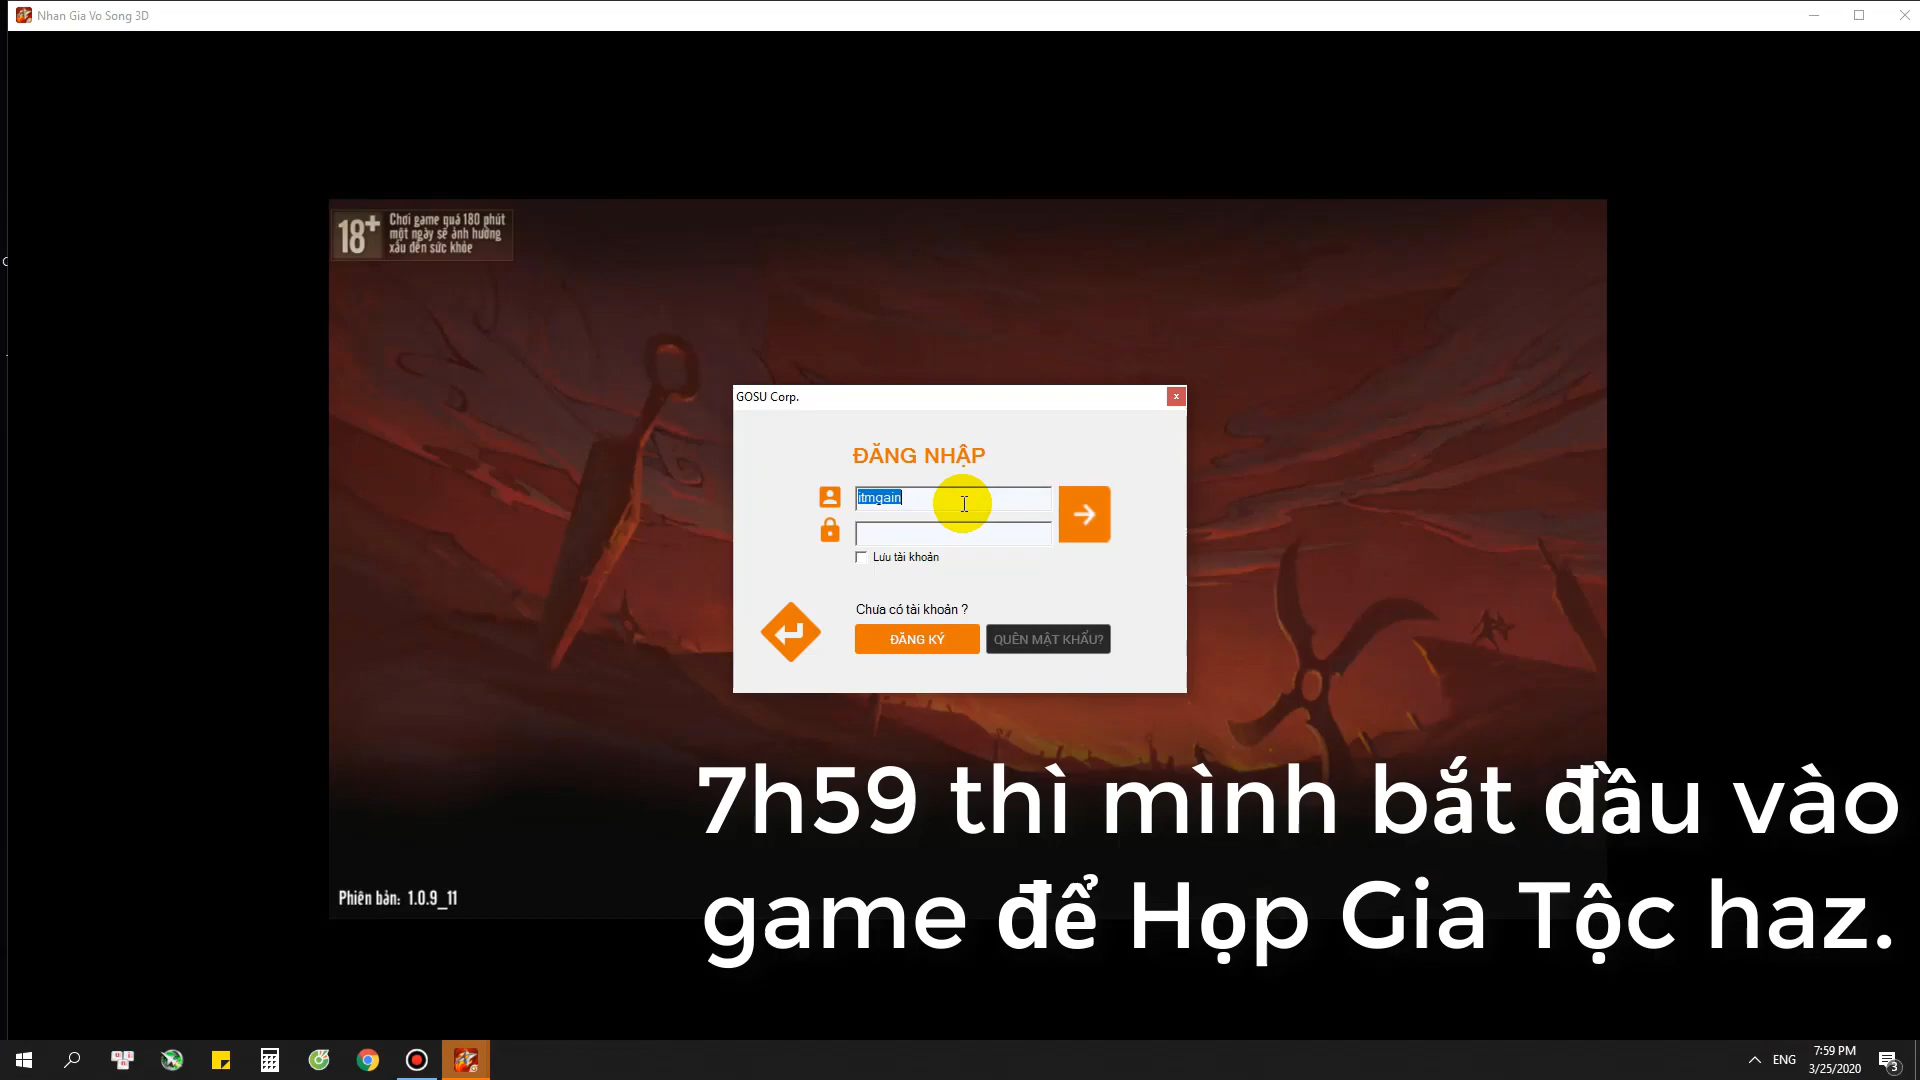 Nhan Gia Vo Song 3D
18+
Chơi game quá 180 phút
một ngày sẽ ảnh hưởng
xấu đến sức khỏe
GOSU Corp.
ĐĂNG NHẬP
itmgain
Lưu tài khoản
Chưa có tài khoản ?
ĐĂNG KÝ
QUÊN MẬT KHẨU?
7h59 thì mình bắt đầu vào
game để Họp Gia Tộc haz.
Phiên bản: 1.0.9_11
ENG
7:59 PM
3/25/2020
3